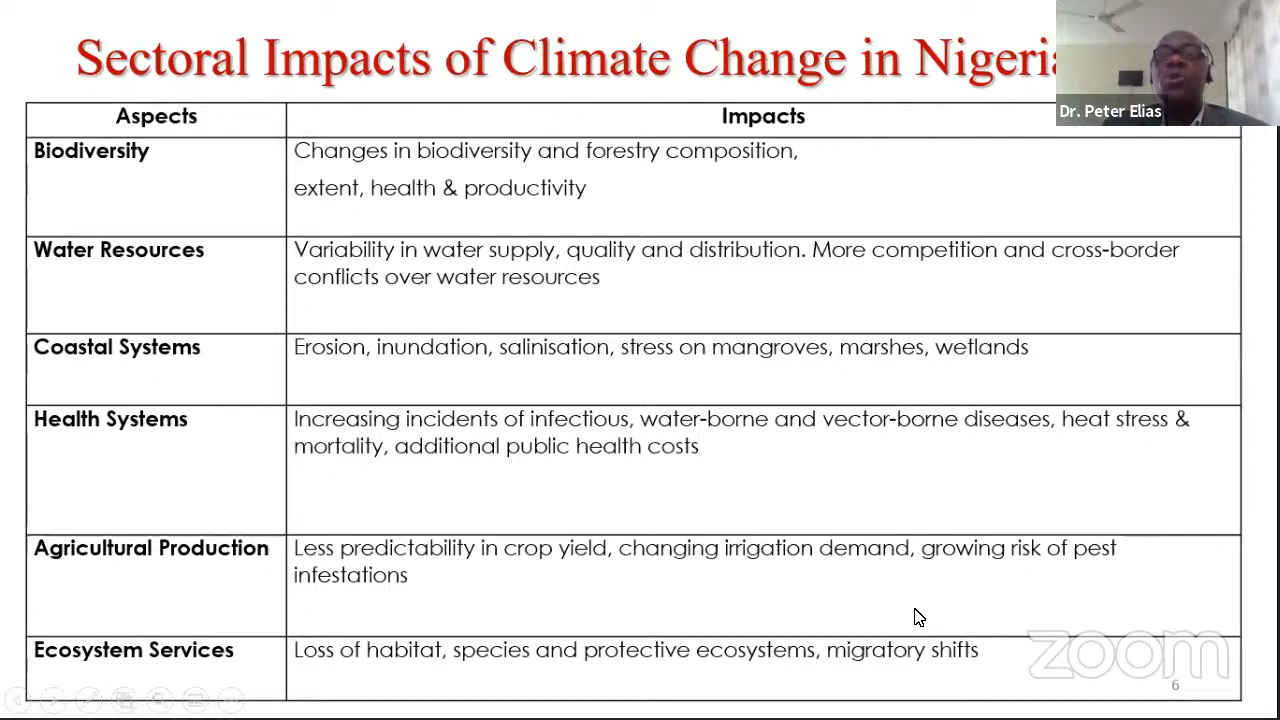 Sectoral Impacts of Climate Change in Nigeria
Dr. Peter Elias
Aspects
Impacts
Biodiversity
Changes in biodiversity and forestry composition,
extent, health & productivity
Water Resources
Variability in water supply, quality and distribution. More competition and cross-border
conflicts over water resources
Coastal Systems
Erosion, inundation, salinisation, stress on mangroves, marshes, wetlands
Health Systems
Increasing incidents of infectious, water-borne and vector-borne diseases, heat stress &
mortality, additional public health costs
Agricultural Production
Less predictability in crop yield, changing irrigation demand, growing risk of pest
infestations
Ecosystem Services
Loss of habitat, species and protective ecosystems, migratory shifts
zoom
6